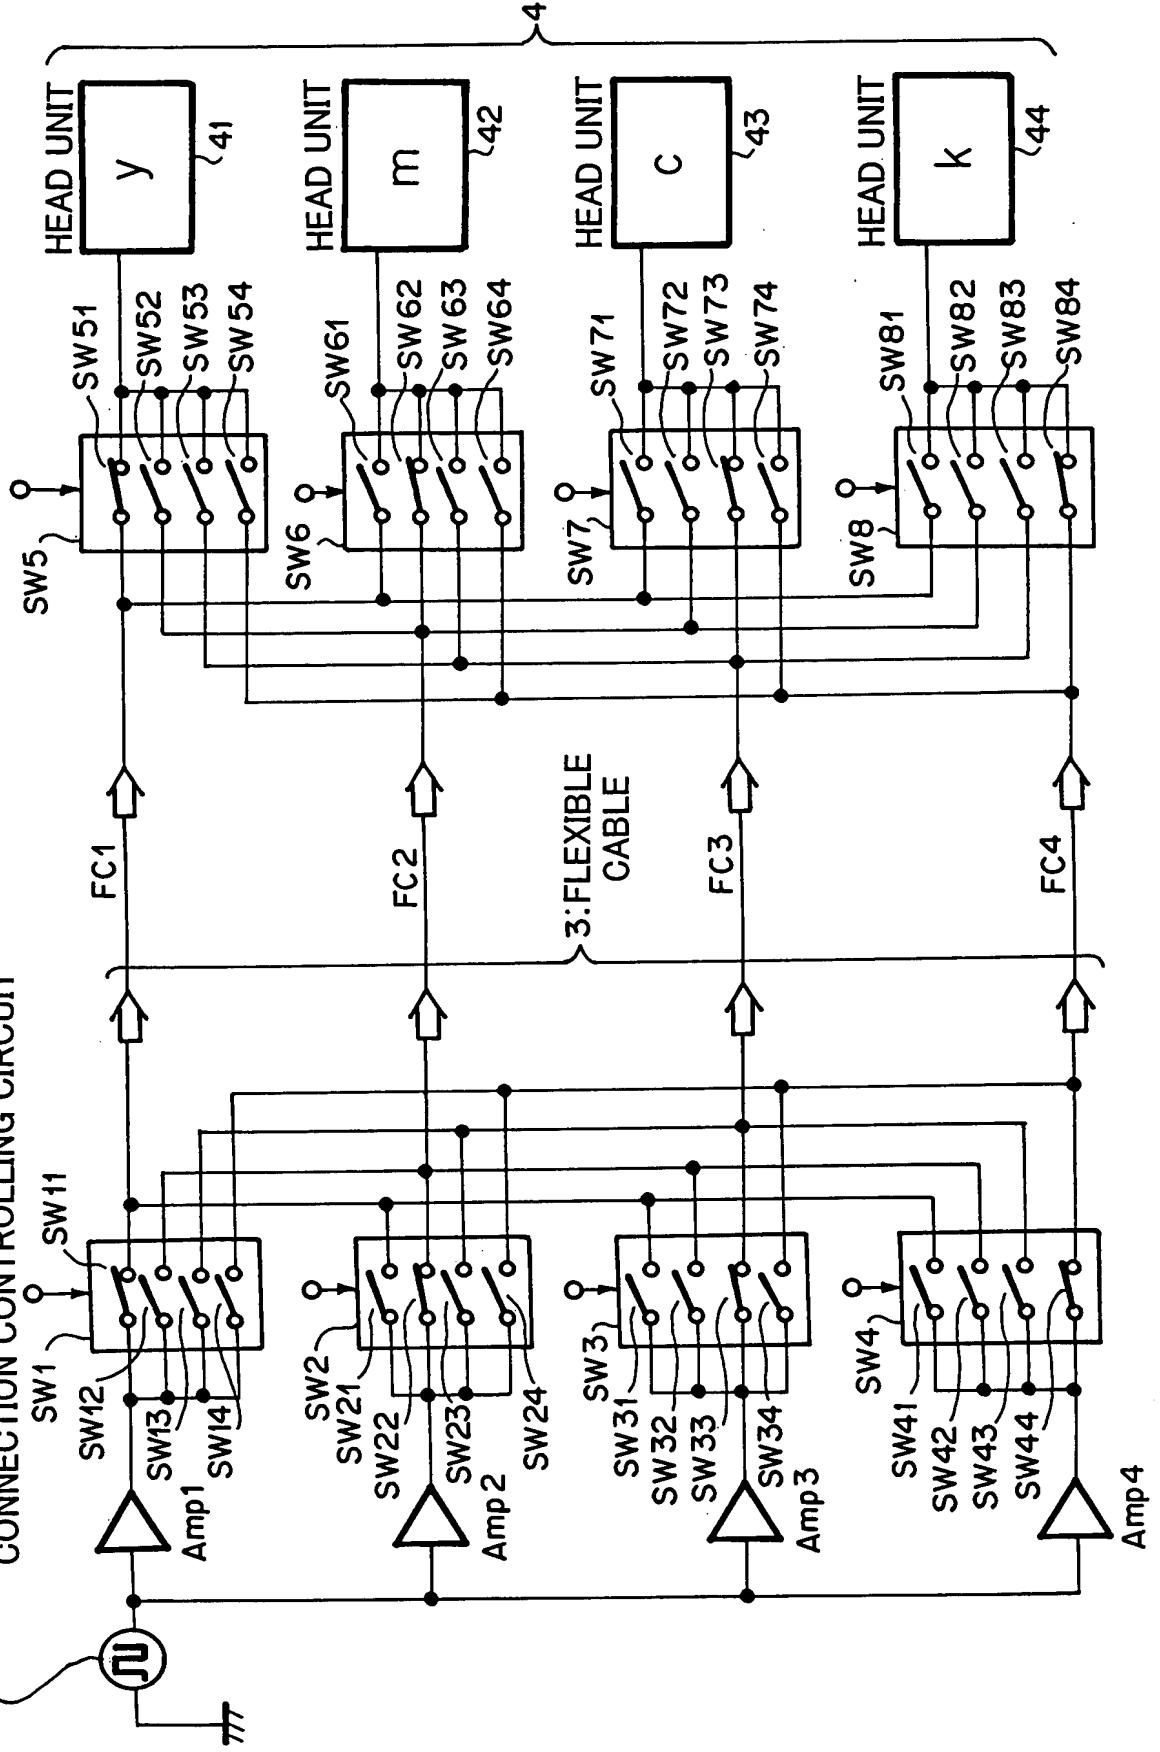 CONNECTION CONTROLLING CIRCUIT
SW1
SW11
SW12
SW13
SW14
Amp1
SW2
SW21
SW22
SW23
SW24
Amp2
SW3
SW31
SW32
SW33
SW34
Amp3
SW4
SW41
SW42
SW43
SW44
Amp4
FC1
FC2
FC3
FC4
3:FLEXIBLE
CABLE
SW5
SW51
SW52
SW53
SW54
HEAD UNIT
y
41
SW6
SW61
SW62
SW63
SW64
HEAD UNIT
m
42
SW7
SW71
SW72
SW73
SW74
HEAD UNIT
c
43
SW8
SW81
SW82
SW83
SW84
HEAD UNIT
k
44
4